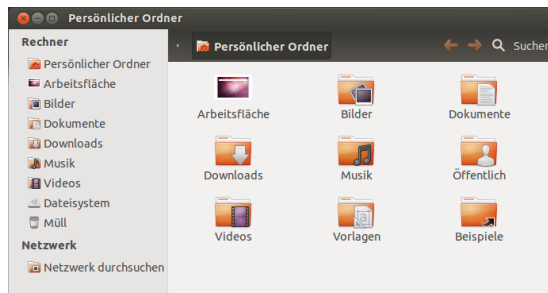 Persönlicher Ordner
Rechner
Persönlicher Ordner
Arbeitsfläche
Bilder
Dokumente
Downloads
Musik
Videos
Dateisystem
Müll
Netzwerk
Netzwerk durchsuchen
Persönlicher Ordner
Suchen
Arbeitsfläche
Bilder
Dokumente
Downloads
Musik
Öffentlich
Videos
Vorlagen
Beispiele